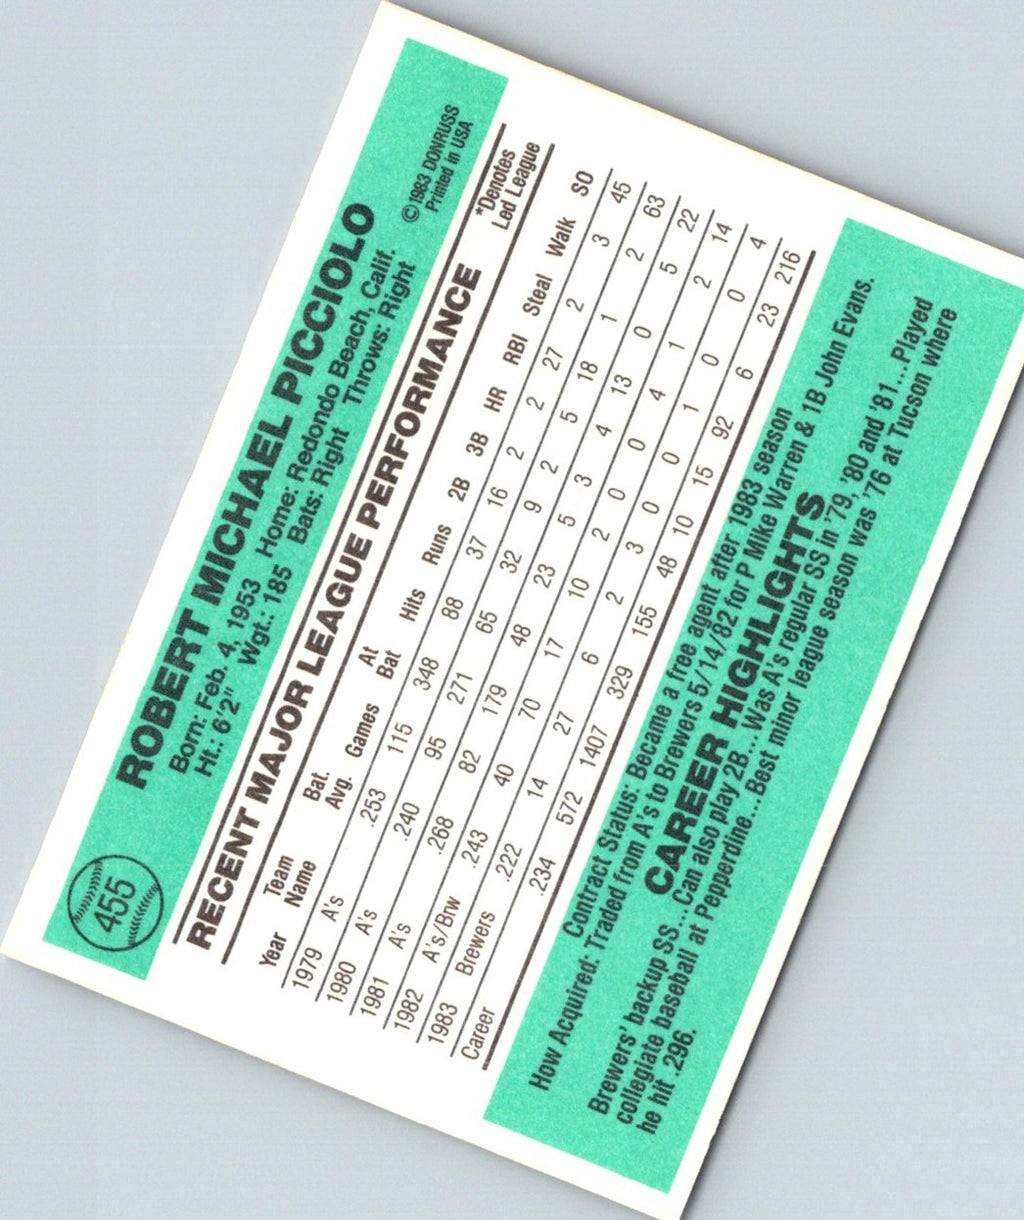 455
ROBERT MICHAEL PICCIOLO
Born: Feb. 4, 1953 Home: Redondo Beach, Calif.
Ht.: 6'2" Wgt.: 185 Bats: Right Throws: Right
©1983 DONRUSS
Printed in USA
RECENT MAJOR LEAGUE PERFORMANCE
*Denotes
Led League
Year Team Name Bat. Avg. Games At Bat Hits Runs 2B 3B HR RBI Steal Walk SO
1979 A's .253 115 348 88 37 16 2 2 27 2 3 45
1980 A's .240 95 271 65 32 9 2 5 18 1 2 63
1981 A's .268 82 179 48 23 5 3 4 13 0 5 22
1982 A's/Brw .243 40 70 17 10 2 0 0 4 1 2 14
1983 Brewers .222 14 27 6 2 3 0 0 1 0 0 4
Career .234 572 1407 329 155 48 10 15 92 6 23 216
Contract Status: Became a free agent after 1983 season
How Acquired: Traded from A's to Brewers 5/14/82 for P Mike Warren & 1B John Evans.
CAREER HIGHLIGHTS
Brewers' backup SS...Can also play 2B...Was A's regular SS in '79, '80 and '81...Played
collegiate baseball at Pepperdine...Best minor league season was '76 at Tucson where
he hit .296.